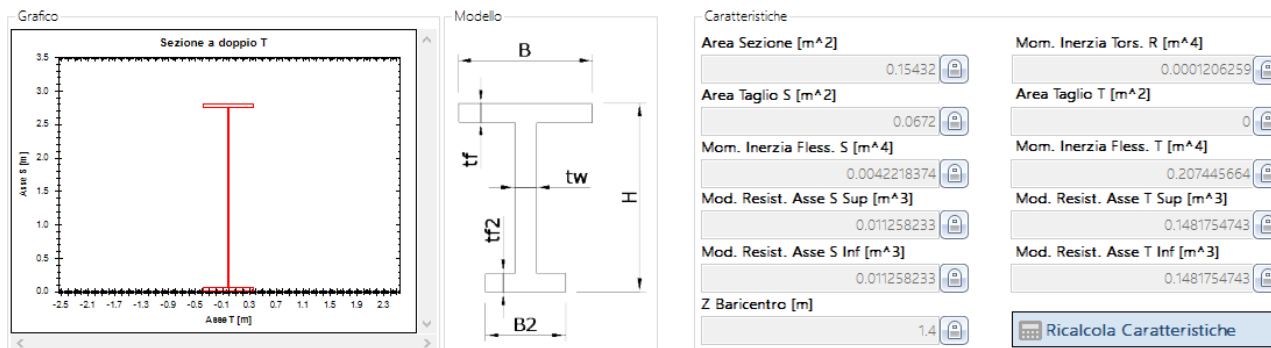 Grafico
Sezione a doppio T
3.5
3.0
2.5
2.0
1.5
1.0
0.5
0.0
Asse S [m]
-2.5 -2.1 -1.7 -1.3 -0.9 -0.5 -0.1 0.3 0.7 1.1 1.5 1.9 2.3
Asse T [m]
Modello
B
tf
tw
H
tf2
B2
Caratteristiche
Area Sezione [m^2]
0.15432
Mom. Inerzia Tors. R [m^4]
0.0001206259
Area Taglio S [m^2]
0.0672
Area Taglio T [m^2]
0
Mom. Inerzia Fless. S [m^4]
0.0042218374
Mom. Inerzia Fless. T [m^4]
0.207445664
Mod. Resist. Asse S Sup [m^3]
0.011258233
Mod. Resist. Asse T Sup [m^3]
0.1481754743
Mod. Resist. Asse S Inf [m^3]
0.011258233
Mod. Resist. Asse T Inf [m^3]
0.1481754743
Z Baricentro [m]
1.4
Ricalcola Caratteristiche